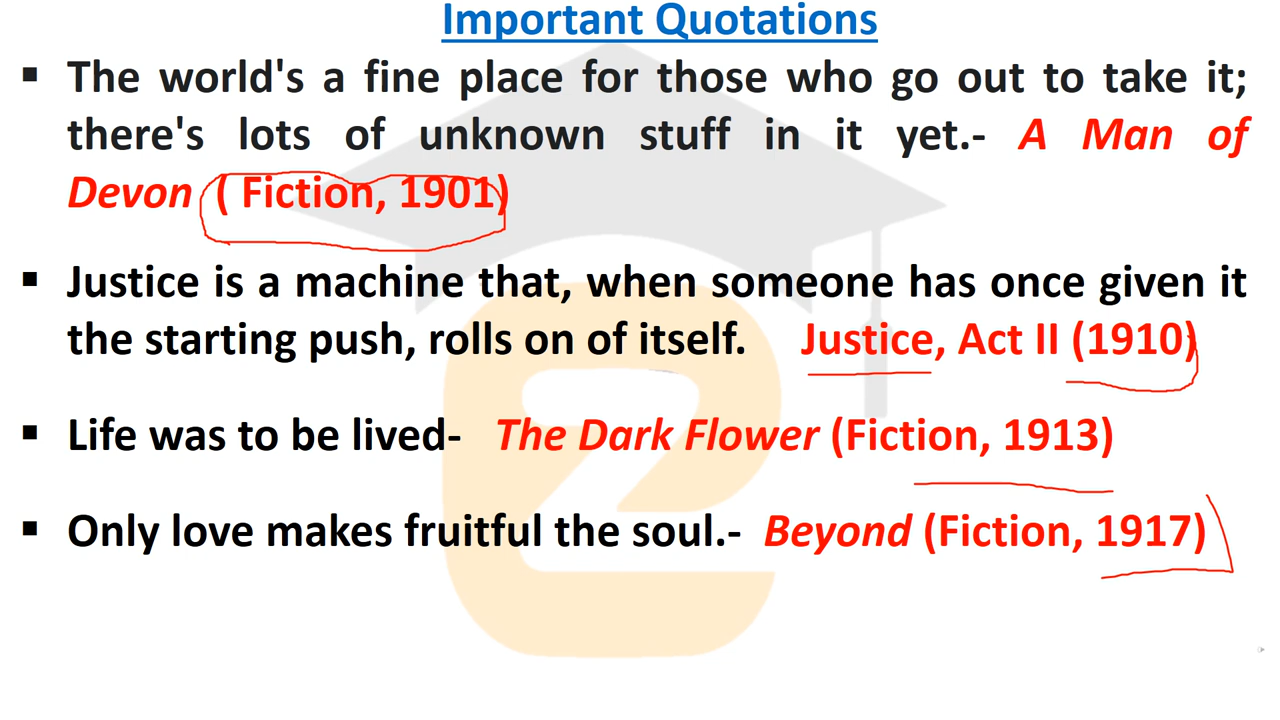 Important Quotations
▪ The world's a fine place for those who go out to take it;
there's lots of unknown stuff in it yet.- A Man of
Devon ( Fiction, 1901)
▪ Justice is a machine that, when someone has once given it
the starting push, rolls on of itself. Justice, Act II (1910)
▪ Life was to be lived- The Dark Flower (Fiction, 1913)
▪ Only love makes fruitful the soul.- Beyond (Fiction, 1917)